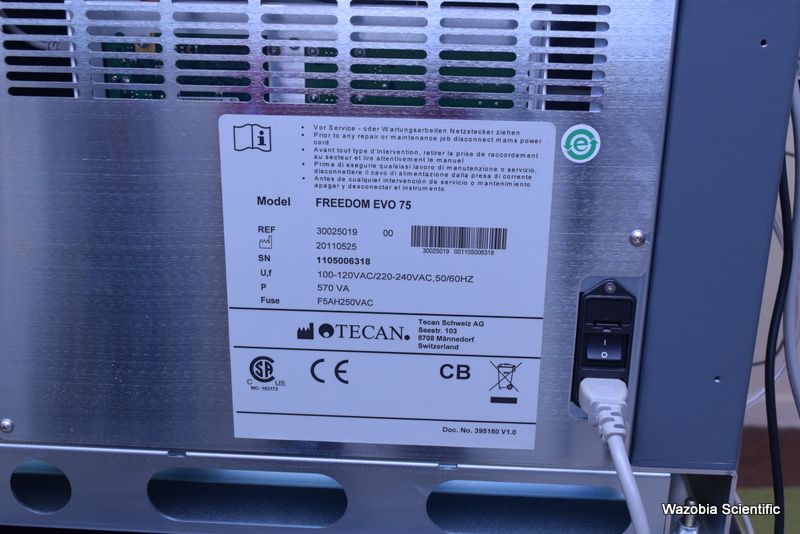 • Vor Service - oder Wartungsarbeiten Netzstecker ziehen
• Prior to any repair or maintenance job disconnect mains power
cord
• Avant tout type d'intervention, retirer la prise de raccordement
au secteur et lire attentivement le manuel
• Prima di eseguire qualsiasi lavoro di manutenzione o servizio,
disconnettere il cavo di alimentazione dalla presa di corrente
• Antes de cualquier intervención de servicio o mantenimiento
apagar y desconectar el instrumento
Model FREEDOM EVO 75
REF 30025019 00
30025019 001105006318
20110525
SN 1105006318
U,f 100-120VAC/220-240VAC,50/60HZ
P 570 VA
Fuse F5AH250VAC
TECAN.
Tecan Schweiz AG
Seestr. 103
8708 Männedorf
Switzerland
CSA
C US
MC: 182173
CE
CB
Doc. No. 395150 V1.0
I
O
Wazobia Scientific